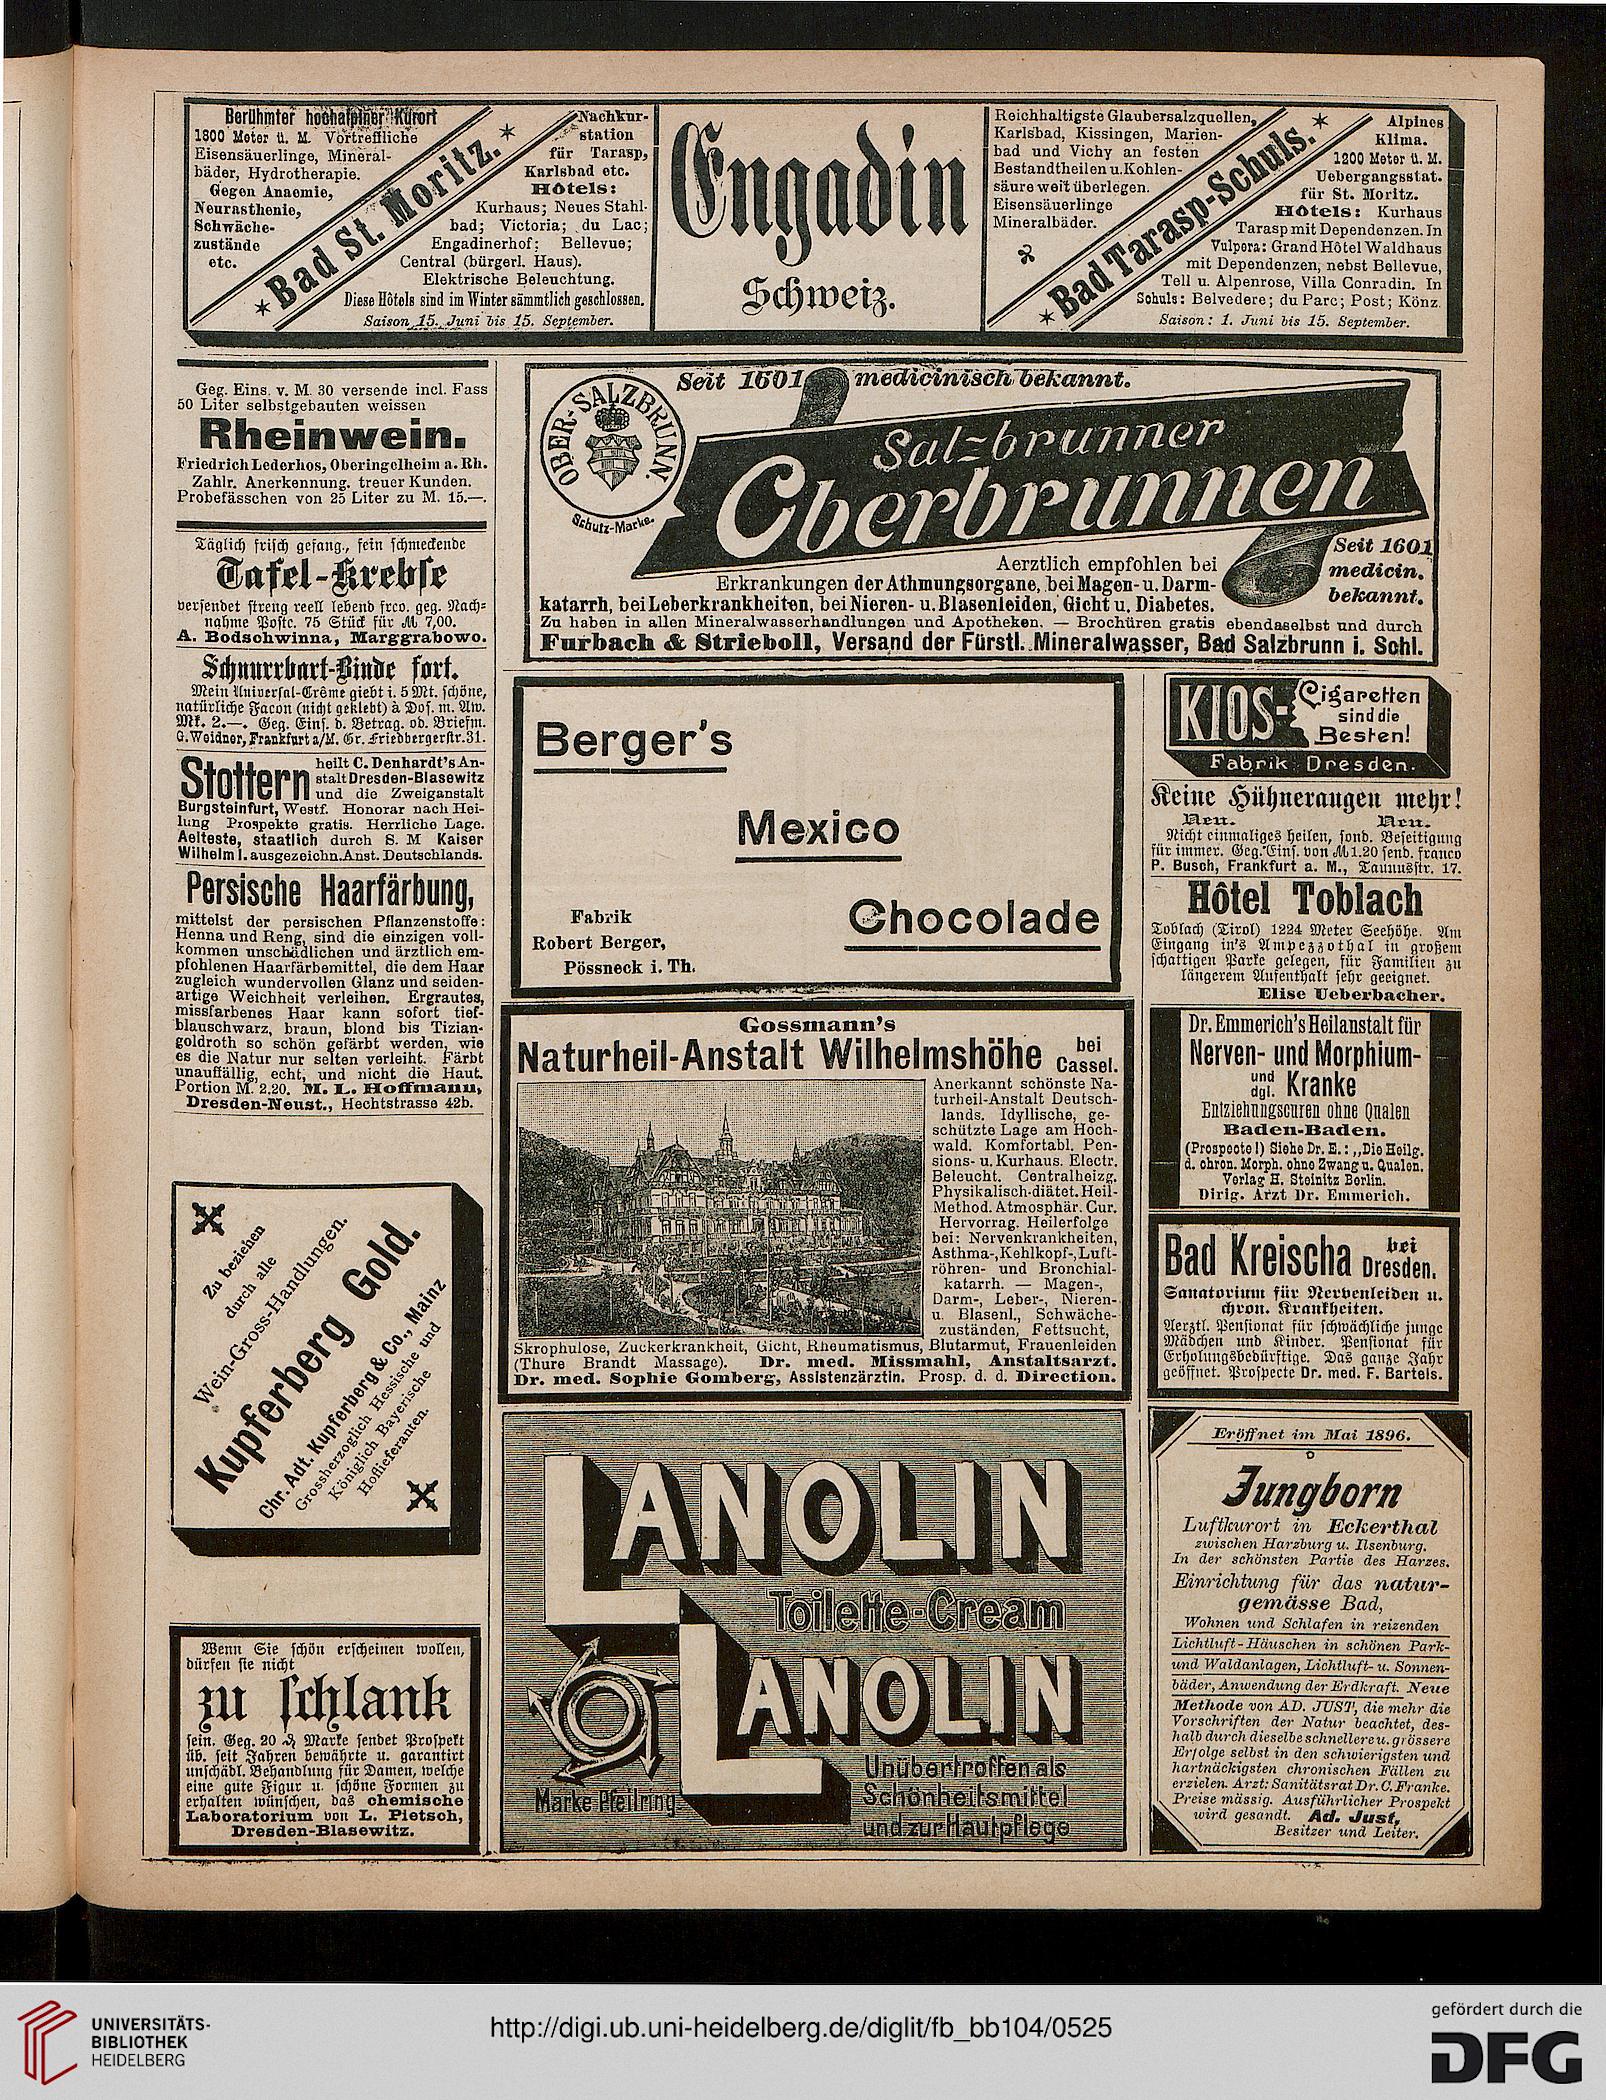 Berühmter hochalpiner Kurort
1800 Meter ü. M. Vortreffliche
Eisensäuerlinge, Mineral-
bäder, Hydrotherapie.
Gegen Anaemie,
Neurasthenie,
Schwäche-
zustände
etc.
* Bad St. Moritz. *
Nachkur-
station
für Tarasp,
Karlsbad etc.
Hôtels:
Kurhaus; Neues Stahl-
bad; Victoria; du Lac;
Engadinerhof; Bellevue;
Central (bürgerl. Haus).
Elektrische Beleuchtung.
Diese Hôtels sind im Winter sämmtlich geschlossen.
Saison 15. Juni bis 15. September.
Engadin
Schweiz.
Reichhaltigste Glaubersalzquellen,
Karlsbad, Kissingen, Marien-
bad und Vichy an festen
Bestandtheilen u. Kohlen-
säure weit überlegen.
Eisensäuerlinge
Mineralbäder.
* Bad Tarasp-Schuls. *
Alpines
Klima.
1200 Meter ü. M.
Uebergangsstat.
für St. Moritz.
Hôtels: Kurhaus
Tarasp mit Dependenzen. In
Vulpera: Grand Hôtel Waldhaus
mit Dependenzen, nebst Bellevue,
Tell u. Alpenrose, Villa Conradin. In
Schuls: Belvedere; du Parc; Post; Könz.
Saison: 1. Juni bis 15. September.
Geg. Eins. v. M. 30 versende incl. Fass
50 Liter selbstgebauten weissen
Rheinwein.
Friedrich Lederhos, Oberingelheim a. Rh.
Zahlr. Anerkennung. treuer Kunden.
Probefässchen von 25 Liter zu M. 15.—.
Täglich frisch gefang., fein schmeckende
Tafel-Krebse
versendet streng reell lebend frco. geg. Nach-
nahme Postc. 75 Stück für M 7,00.
A. Bodschwinna, Marggrabowo.
Schnurrbart-Binde fort.
Mein Universal-Crême giebt i. 5 Mt. schöne,
natürliche Facon (nicht geklebt) à Dos. m. Anw.
Mk. 2.—. Geg. Eins. d. Betrag. od. Briefm.
G. Weidner, Frankfurt a/M. Gr. Friedbergerstr. 31.
Stottern
heilt C. Denhardt's An-
stalt Dresden-Blasewitz
und die Zweiganstalt
Burgsteinfurt, Westf. Honorar nach Hei-
lung Prospekte gratis. Herrliche Lage.
Aelteste, staatlich durch S. M Kaiser
Wilhelm I. ausgezeichn. Anst. Deutschlands.
Persische Haarfärbung,
mittelst der persischen Pflanzenstoffe:
Henna und Reng, sind die einzigen voll-
kommen unschädlichen und ärztlich em-
pfohlenen Haarfärbemittel, die dem Haar
zugleich wundervollen Glanz und seiden-
artige Weichheit verleihen. Ergrautes,
missfarbenes Haar kann sofort tief-
blauschwarz, braun, blond bis Tizian-
goldroth so schön gefärbt werden, wie
es die Natur nur selten verleiht. Färbt
unauffällig, echt, und nicht die Haut.
Portion M. 2.20. M. L. Hoffmann,
Dresden-Neust., Hechtstrasse 42b.
Zu beziehen
durch alle
Wein-Gross-Handlungen.
Kupferberg Gold.
Chr. Adt. Kupferberg & Co., Mainz
Grossherzoglich Hessische und
Königlich Bayerische
Hoflieferanten.
Wenn Sie schön erscheinen wollen,
dürfen sie nicht
zu schlank
sein. Geg. 20 ₰ Marke sendet Prospekt
üb. seit Jahren bewährte u. garantirt
unschädl. Behandlung für Damen, welche
eine gute Figur u. schöne Formen zu
erhalten wünschen, das chemische
Laboratorium von L. Pietsch,
Dresden-Blasewitz.
OBER-SALZBRUNN.
Schutz-Marke.
Seit 1601 medicinisch bekannt.
Salzbrunner
Oberbrunnen
Seit 1601
medicin.
bekannt.
Aerztlich empfohlen bei
Erkrankungen der Athmungsorgane, bei Magen- u. Darm-
katarrh, bei Leberkrankheiten, bei Nieren- u. Blasenleiden, Gicht u. Diabetes.
Zu haben in allen Mineralwasserhandlungen und Apotheken. — Brochüren gratis ebendaselbst und durch
Furbach & Strieboll, Versand der Fürstl. Mineralwasser, Bad Salzbrunn i. Schl.
Berger's
Mexico
Chocolade
Fabrik
Robert Berger,
Pössneck i. Th.
Gossmann's
Naturheil-Anstalt Wilhelmshöhe bei Cassel.
Anerkannt schönste Na-
turheil-Anstalt Deutsch-
lands. Idyllische, ge-
schützte Lage am Hoch-
wald. Komfortabl. Pen-
sions- u. Kurhaus. Electr.
Beleucht. Centralheizg.
Physikalisch-diätet. Heil-
Method. Atmosphär. Cur.
Hervorrag. Heilerfolge
bei: Nervenkrankheiten,
Asthma-, Kehlkopf-, Luft-
röhren- und Bronchial-
katarrh. — Magen-,
Darm-, Leber-, Nieren-
u. Blasenl., Schwäche-
zuständen, Fettsucht,
Skrophulose, Zuckerkrankheit, Gicht, Rheumatismus, Blutarmut, Frauenleiden
(Thure Brandt Massage). Dr. med. Missmahl, Anstaltsarzt.
Dr. med. Sophie Gomberg, Assistenzärztin. Prosp. d. d. Direction.
LANOLIN
Toilette-Cream
LANOLIN
Marke Pfeilring
Unübertroffen als
Schönheitsmittel
und zur Hautpflege
KIOS-
Cigaretten
sind die
Besten!
Fabrik: Dresden.
Keine Hühneraugen mehr!
Neu. Neu.
Nicht einmaliges heilen, sond. Beseitigung
für immer. Geg. Eins. von M 1.20 send. franco
P. Busch, Frankfurt a. M., Taunusstr. 17.
Hôtel Toblach
Toblach (Tirol) 1224 Meter Seehöhe. Am
Eingang in's Ampezzothal in großem
schattigen Parke gelegen, für Familien zu
längerem Aufenthalt sehr geeignet.
Elise Ueberbacher.
Dr. Emmerich's Heilanstalt für
Nerven- und Morphium-
und dgl. Kranke
Entziehungscuren ohne Qualen
Baden-Baden.
(Prospecte!) Siehe Dr. E.: „Die Heilg.
d. chron. Morph. ohne Zwang u. Qualen.
Verlag H. Steinitz Berlin.
Dirig. Arzt Dr. Emmerich.
Bad Kreischa bei Dresden.
Sanatorium für Nervenleiden u.
chron. Krankheiten.
Aerztl. Pensionat für schwächliche junge
Mädchen und Kinder. Pensionat für
Erholungsbedürftige. Das ganze Jahr
geöffnet. Prospecte Dr. med. F. Bartels.
Eröffnet im Mai 1896.
Jungborn
Luftkurort in Eckerthal
zwischen Harzburg u. Ilsenburg.
In der schönsten Partie des Harzes.
Einrichtung für das natur-
gemässe Bad,
Wohnen und Schlafen in reizenden
Lichtluft-Häuschen in schönen Park-
und Waldanlagen, Lichtluft- u. Sonnen-
bäder, Anwendung der Erdkraft. Neue
Methode von AD. JUST, die mehr die
Vorschriften der Natur beachtet, des-
halb durch dieselbe schnellere u. grössere
Erfolge selbst in den schwierigsten und
hartnäckigsten chronischen Fällen zu
erzielen. Arzt: Sanitätsrat Dr. C. Franke.
Preise mässig. Ausführlicher Prospekt
wird gesandt. Ad. Just,
Besitzer und Leiter.
UNIVERSITÄTS-
BIBLIOTHEK
HEIDELBERG
http://digi.ub.uni-heidelberg.de/diglit/fb_bb104/0525
gefördert durch die
DFG